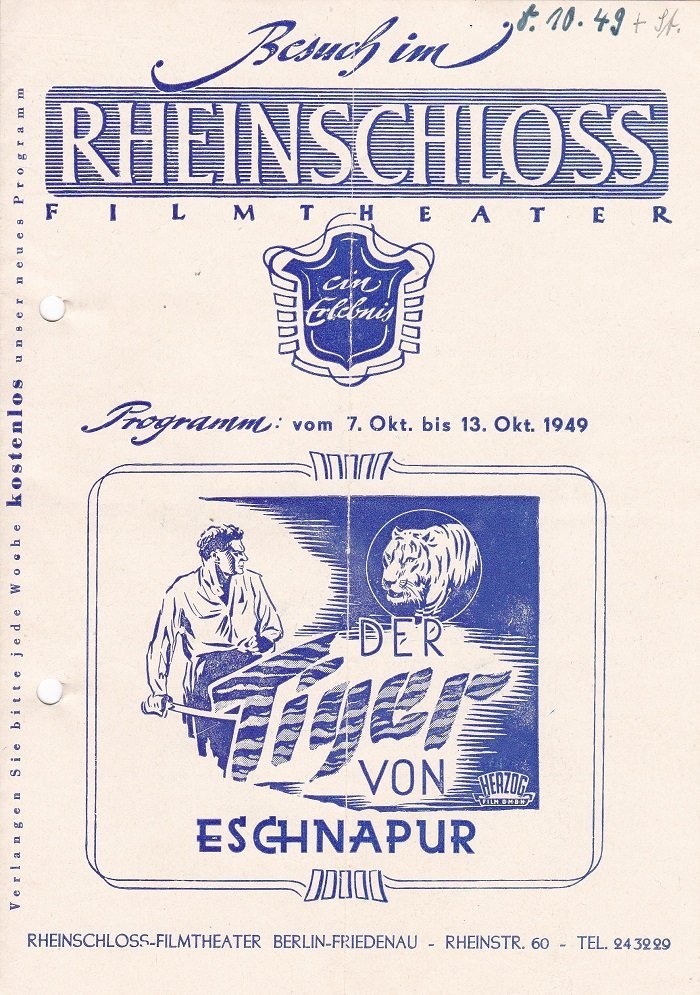 8. 10. 49 + St.
Besuch im
RHEINSCHLOSS
FILMTHEATER
ein
Erlebnis
Programm: vom 7. Okt. bis 13. Okt. 1949
DER
Tiger
VON
ESCHNAPUR
HERZOG
FILM GMBH
RHEINSCHLOSS-FILMTHEATER BERLIN-FRIEDENAU - RHEINSTR. 60 - TEL. 243229
Verlangen Sie bitte jede Woche kostenlos unser neues Programm